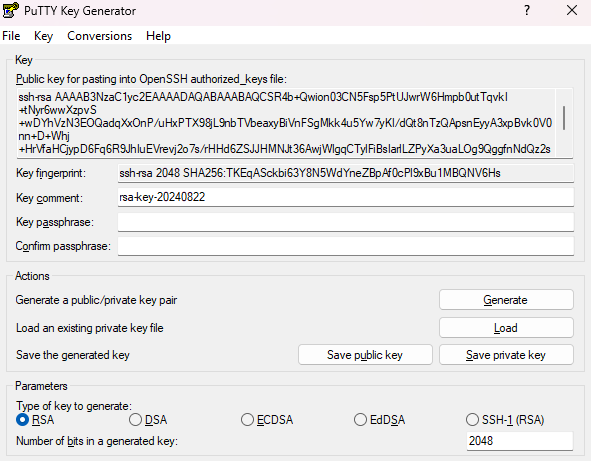 PuTTY Key Generator
File Key Conversions Help
Key
Public key for pasting into OpenSSH authorized_keys file:
ssh-rsa AAAAB3NzaC1yc2EAAAADAQABAAABAQCSR4b+Qwion03CN5Fsp5PtUJwrW6Hmpb0utTqvkI
+tNyr6wwXzpvS
+wDYhVzN3EOQadqXxOnP/uHxPTX98jL9nbTVbeaxyBiVnFSgMkk4u5Yw7yKI/dQt8nTzQApsnEyyA3xpBvk0V0
nn+D+Whj
+HrVfaHCjypD6Fq6R9JhIuEVrevj2o7s/rHHd6ZSJJHMNJt36AwjWIgqCTylFiBsIarlLZPyXa3uaLOg9QggfnNdQz2s
Key fingerprint: ssh-rsa 2048 SHA256:TKEqASckbi63Y8N5WdYneZBpAf0cPI9xBu1MBQNV6Hs
Key comment: rsa-key-20240822
Key passphrase:
Confirm passphrase:
Actions
Generate a public/private key pair Generate
Load an existing private key file Load
Save the generated key Save public key Save private key
Parameters
Type of key to generate:
RSA DSA ECDSA EdDSA SSH-1 (RSA)
Number of bits in a generated key: 2048